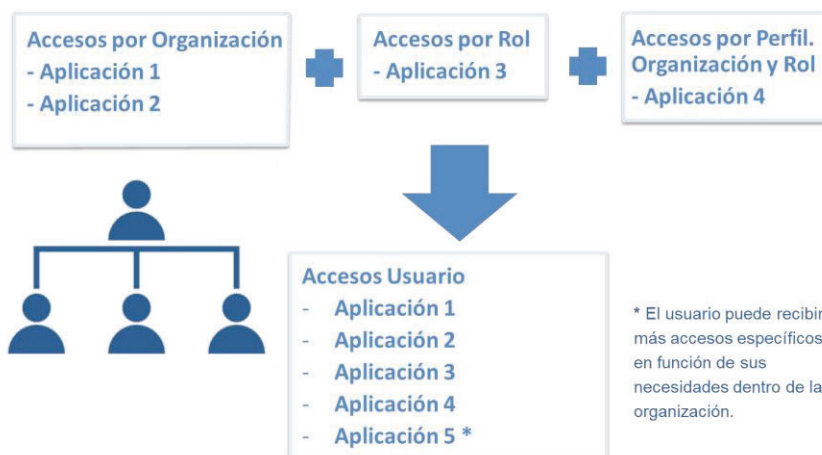 Accesos por Organización
- Aplicación 1
- Aplicación 2
Accesos por Rol
- Aplicación 3
Accesos por Perfil.
Organización y Rol
- Aplicación 4
Accesos Usuario
- Aplicación 1
- Aplicación 2
- Aplicación 3
- Aplicación 4
- Aplicación 5 *
* El usuario puede recibir
más accesos específicos
en función de sus
necesidades dentro de la
organización.